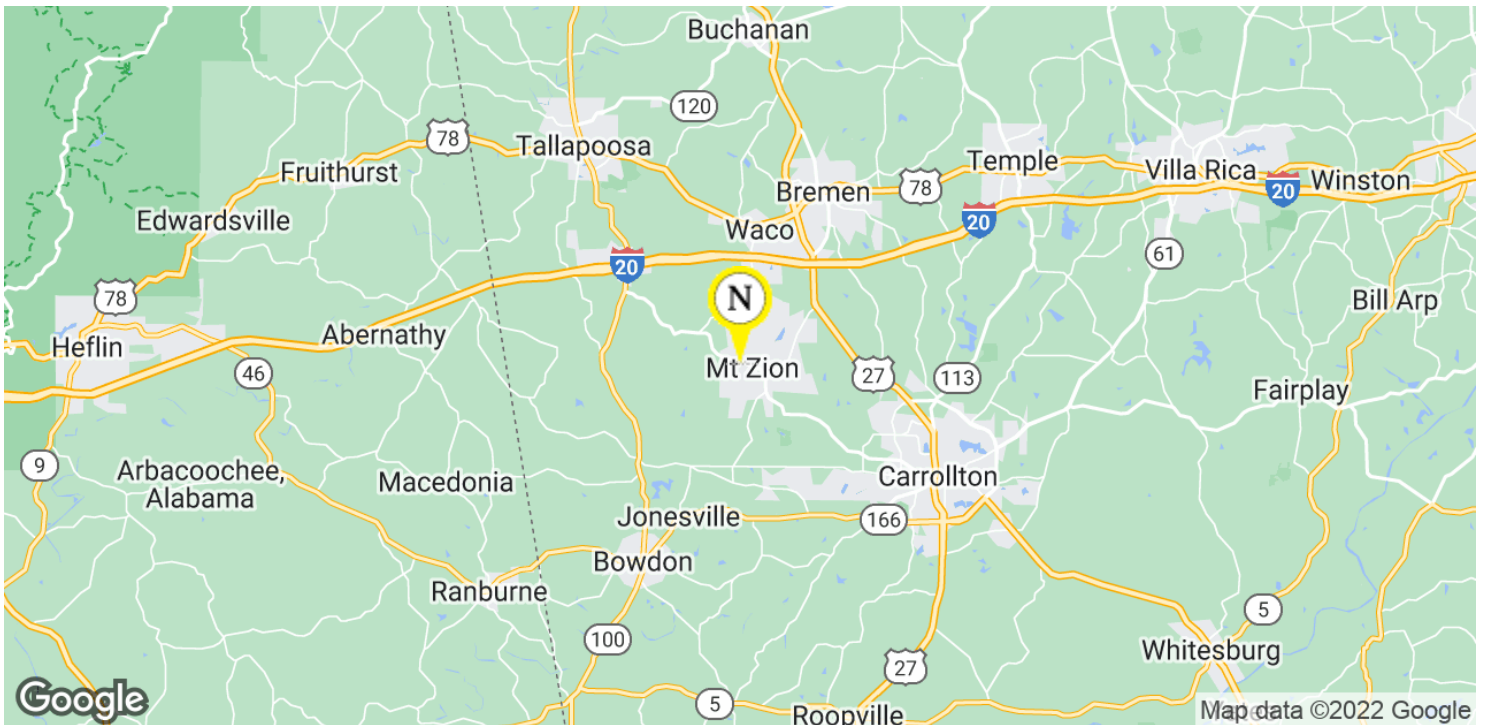 Buchanan
120
78
Tallapoosa
Temple
Fruithurst
Villa Rica
Winston
78
20
Bremen
Edwardsville
Waco
20
61
20
N
78
Bill Arp
Abernathy
Heflin
Mt Zion
46
27
113
Fairplay
9
Arbacoochee,
Alabama
Macedonia
Carrollton
Jonesville
166
Bowdon
Ranburne
5
100
Whitesburg
27
Google
5
Roopville
Map data ©2022 Google